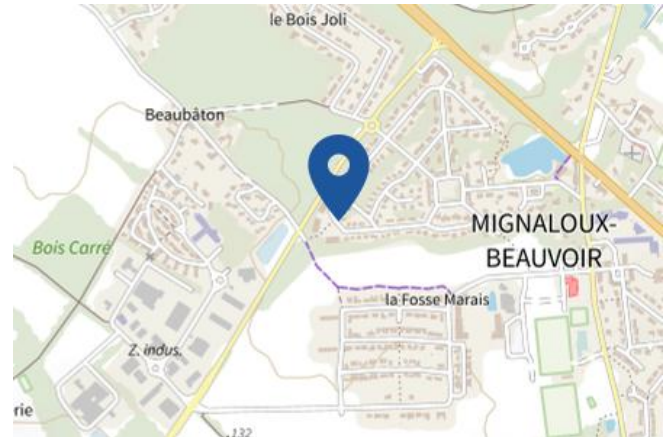 le Bois Joli
Beaubâton
MIGNALOUX-
BEAUVOIR
Bois Carré
la Fosse Marais
Z. indus.
rie
132